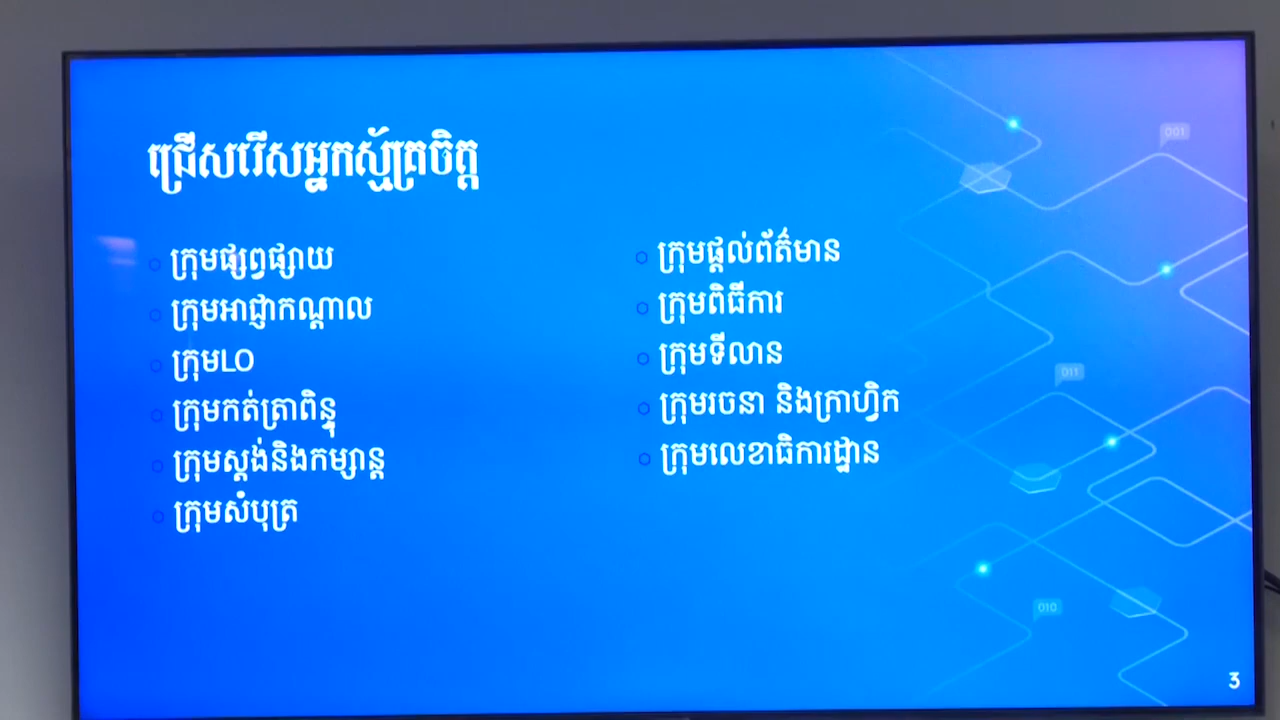 ជ្រើសរើសអ្នកស្ម័គ្រចិត្ត
ក្រុមផ្សព្វផ្សាយ
ក្រុមអាជ្ញាកណ្តាល
ក្រុមLO
ក្រុមកត់ត្រាពិន្ទុ
ក្រុមស្តង់និងកម្សាន្ត
ក្រុមសំបុត្រ
ក្រុមផ្តល់ព័ត៌មាន
ក្រុមពិធីការ
ក្រុមទីលាន
ក្រុមរចនា និងក្រាហ្វិក
ក្រុមលេខាធិការដ្ឋាន
001
011
010
3